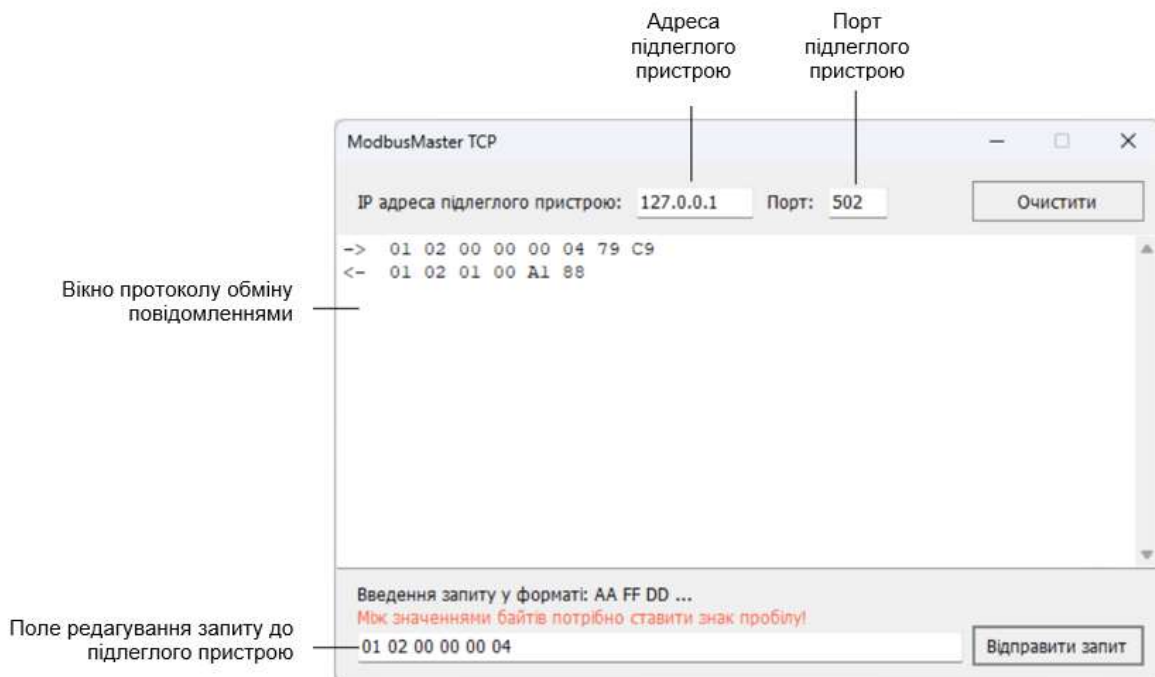 Адреса
підлеглого
пристрою
Порт
підлеглого
пристрою
ModbusMaster TCP
IP адреса підлеглого пристрою: 127.0.0.1 Порт: 502 Очистити
-> 01 02 00 00 00 04 79 C9
<- 01 02 01 00 A1 88
Вікно протоколу обміну
повідомленнями
Введення запиту у форматі: AA FF DD ...
Між значеннями байтів потрібно ставити знак пробілу!
Поле редагування запиту до
підлеглого пристрою
01 02 00 00 00 04 Відправити запит